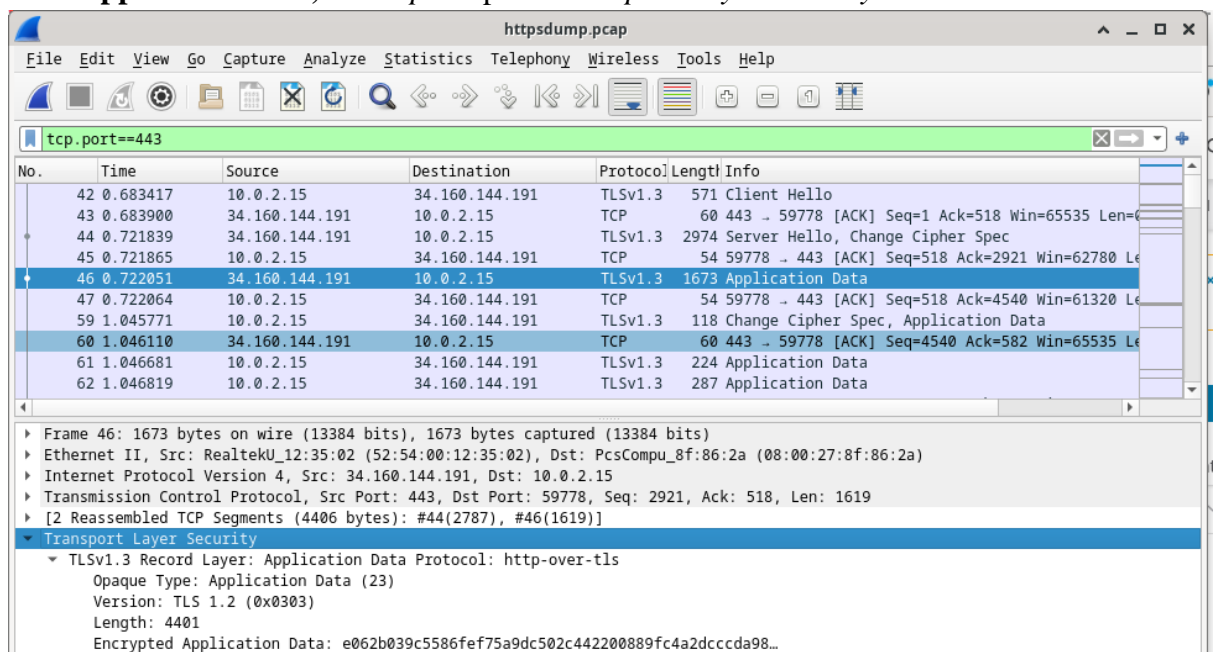 httpsdump.pcap
File Edit View Go Capture Analyze Statistics Telephony Wireless Tools Help
tcp.port==443
No. Time Source Destination Protocol Length Info
42 0.683417 10.0.2.15 34.160.144.191 TLSv1.3 571 Client Hello
43 0.683900 34.160.144.191 10.0.2.15 TCP 60 443 → 59778 [ACK] Seq=1 Ack=518 Win=65535 Len=0
44 0.721839 34.160.144.191 10.0.2.15 TLSv1.3 2974 Server Hello, Change Cipher Spec
45 0.721865 10.0.2.15 34.160.144.191 TCP 54 59778 → 443 [ACK] Seq=518 Ack=2921 Win=62780 Le
46 0.722051 34.160.144.191 10.0.2.15 TLSv1.3 1673 Application Data
47 0.722064 10.0.2.15 34.160.144.191 TCP 54 59778 → 443 [ACK] Seq=518 Ack=4540 Win=61320 Le
59 1.045771 10.0.2.15 34.160.144.191 TLSv1.3 118 Change Cipher Spec, Application Data
60 1.046110 34.160.144.191 10.0.2.15 TCP 60 443 → 59778 [ACK] Seq=4540 Ack=582 Win=65535 Le
61 1.046681 10.0.2.15 34.160.144.191 TLSv1.3 224 Application Data
62 1.046819 10.0.2.15 34.160.144.191 TLSv1.3 287 Application Data
Frame 46: 1673 bytes on wire (13384 bits), 1673 bytes captured (13384 bits)
Ethernet II, Src: RealtekU_12:35:02 (52:54:00:12:35:02), Dst: PcsCompu_8f:86:2a (08:00:27:8f:86:2a)
Internet Protocol Version 4, Src: 34.160.144.191, Dst: 10.0.2.15
Transmission Control Protocol, Src Port: 443, Dst Port: 59778, Seq: 2921, Ack: 518, Len: 1619
[2 Reassembled TCP Segments (4406 bytes): #44(2787), #46(1619)]
Transport Layer Security
TLSv1.3 Record Layer: Application Data Protocol: http-over-tls
Opaque Type: Application Data (23)
Version: TLS 1.2 (0x0303)
Length: 4401
Encrypted Application Data: e062b039c5586fef75a9dc502c442200889fc4a2dcccda98…